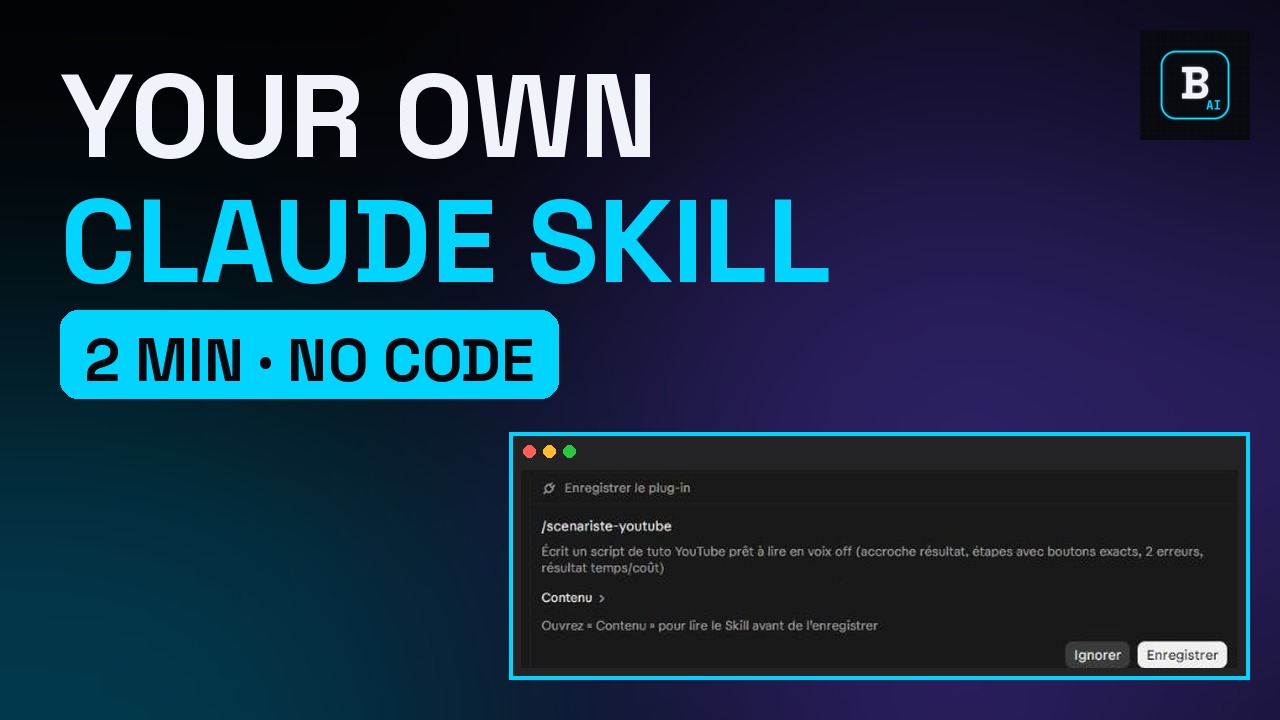 YOUR OWN
B
AI
CLAUDE SKILL
2 MIN · NO CODE
Enregistrer le plug-in
/scenariste-youtube
Écrit un script de tuto YouTube prêt à lire en voix off (accroche résultat, étapes avec boutons exacts, 2 erreurs,
résultat temps/coût)
Contenu >
Ouvrez « Contenu » pour lire le Skill avant de l'enregistrer
Ignorer Enregistrer